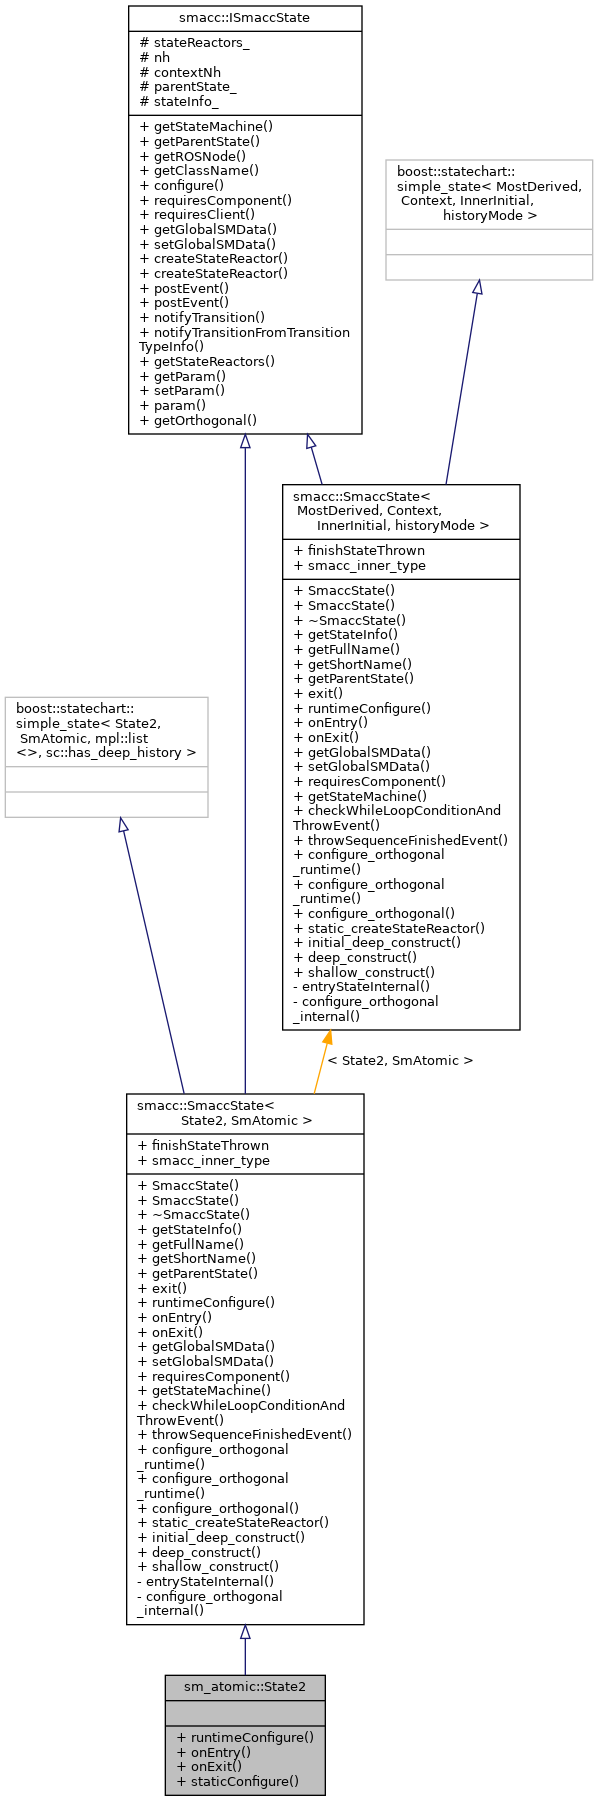 smacc::ISmaccState
# stateReactors_
# nh
# contextNh
# parentState_
# stateInfo_
+ getStateMachine()
+ getParentState()
+ getROSNode()
+ getClassName()
+ configure()
+ requiresComponent()
+ requiresClient()
+ getGlobalSMData()
+ setGlobalSMData()
+ createStateReactor()
+ createStateReactor()
+ postEvent()
+ postEvent()
+ notifyTransition()
+ notifyTransitionFromTransition
TypeInfo()
+ getStateReactors()
+ getParam()
+ setParam()
+ param()
+ getOrthogonal()
boost::statechart::
simple_state< MostDerived,
Context, InnerInitial,
historyMode >
smacc::SmaccState<
MostDerived, Context,
InnerInitial, historyMode >
+ finishStateThrown
+ smacc_inner_type
+ SmaccState()
+ SmaccState()
+ ~SmaccState()
+ getStateInfo()
+ getFullName()
+ getShortName()
+ getParentState()
+ exit()
+ runtimeConfigure()
+ onEntry()
+ onExit()
+ getGlobalSMData()
+ setGlobalSMData()
+ requiresComponent()
+ getStateMachine()
+ checkWhileLoopConditionAnd
ThrowEvent()
+ throwSequenceFinishedEvent()
+ configure_orthogonal
_runtime()
+ configure_orthogonal
_runtime()
+ configure_orthogonal()
+ static_createStateReactor()
+ initial_deep_construct()
+ deep_construct()
+ shallow_construct()
- entryStateInternal()
- configure_orthogonal
_internal()
boost::statechart::
simple_state< State2,
SmAtomic, mpl::list
<>, sc::has_deep_history >
< State2, SmAtomic >
smacc::SmaccState<
State2, SmAtomic >
+ finishStateThrown
+ smacc_inner_type
+ SmaccState()
+ SmaccState()
+ ~SmaccState()
+ getStateInfo()
+ getFullName()
+ getShortName()
+ getParentState()
+ exit()
+ runtimeConfigure()
+ onEntry()
+ onExit()
+ getGlobalSMData()
+ setGlobalSMData()
+ requiresComponent()
+ getStateMachine()
+ checkWhileLoopConditionAnd
ThrowEvent()
+ throwSequenceFinishedEvent()
+ configure_orthogonal
_runtime()
+ configure_orthogonal
_runtime()
+ configure_orthogonal()
+ static_createStateReactor()
+ initial_deep_construct()
+ deep_construct()
+ shallow_construct()
- entryStateInternal()
- configure_orthogonal
_internal()
sm_atomic::State2
+ runtimeConfigure()
+ onEntry()
+ onExit()
+ staticConfigure()